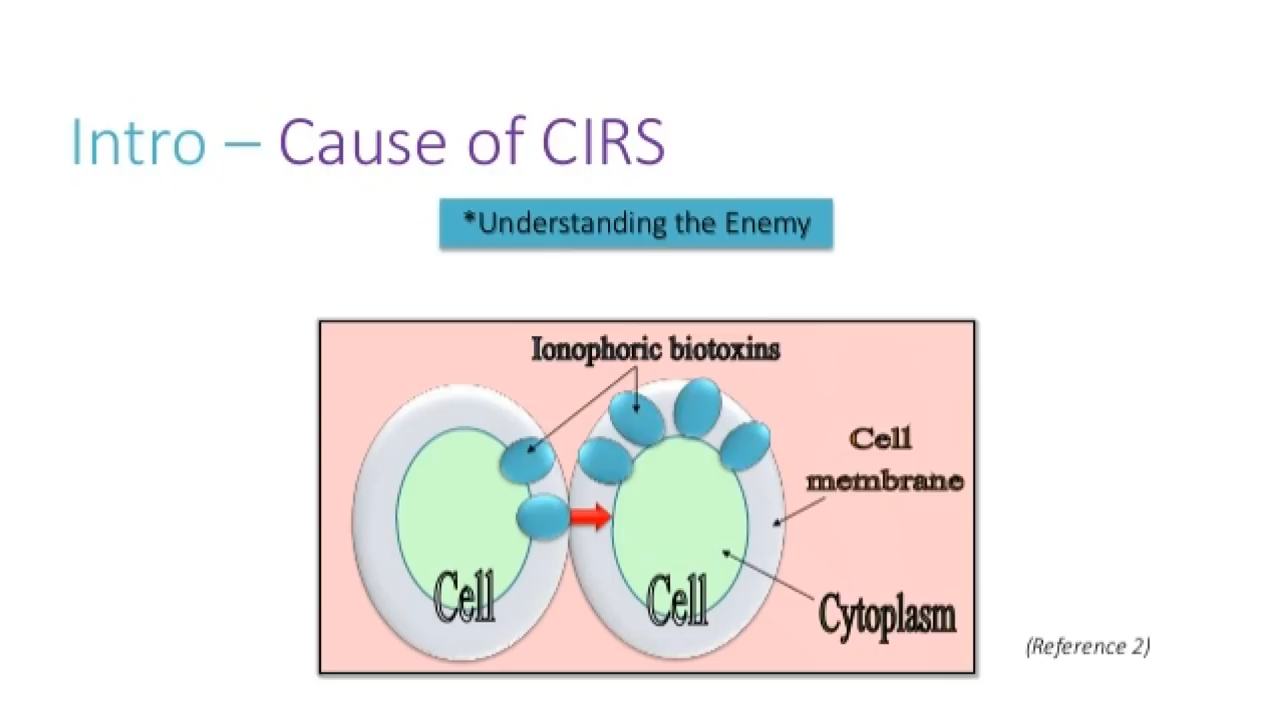 Intro – Cause of CIRS
*Understanding the Enemy
Ionophoric biotoxins
Cell
membrane
Cell
Cell
Cytoplasm
(Reference 2)